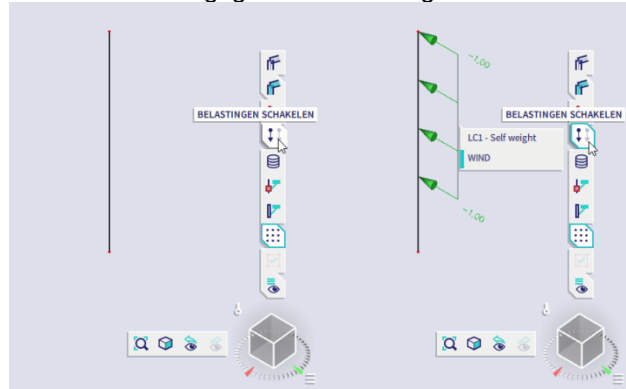 BELASTINGEN SCHAKELEN
-1,00
BELASTINGEN SCHAKELEN
LC1 - Self weight
WIND
-1,00